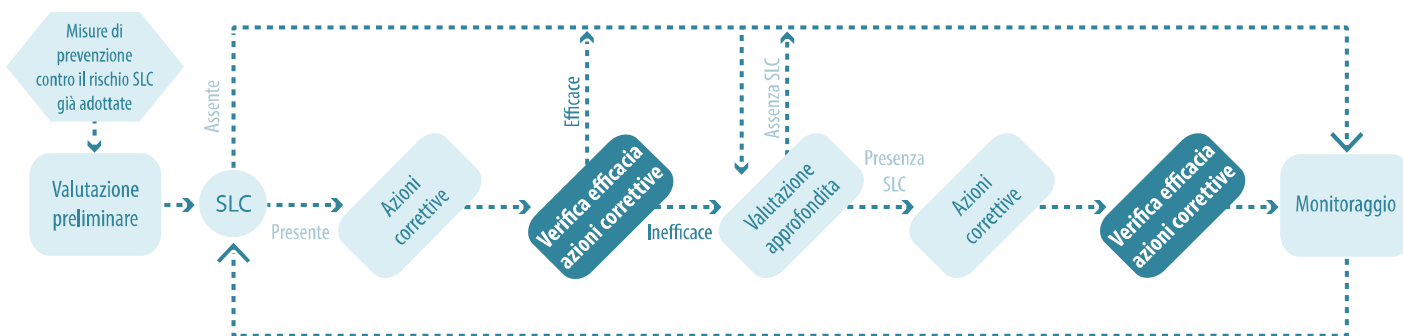 Misure di
prevenzione
contro il rischio SLC
già adottate
Valutazione
preliminare
SLC
Assente
Presente
Azioni
correttive
Efficace
Verifica efficacia
azioni correttive
Inefficace
Assenza SLC
Valutazione
approfondita
Presenza
SLC
Azioni
correttive
Verifica efficacia
azioni correttive
Monitoraggio